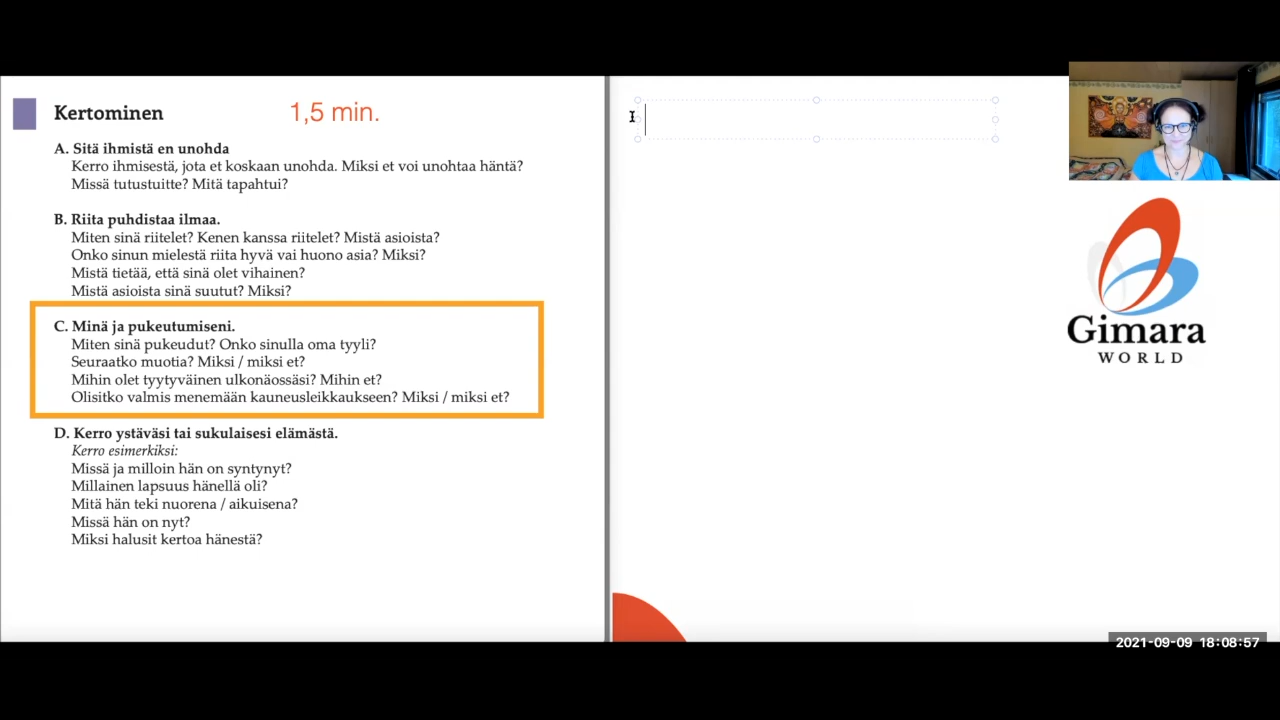 Kertominen
1,5 min.
A. Sitä ihmistä en unohda
Kerro ihmisestä, jota et koskaan unohda. Miksi et voi unohtaa häntä?
Missä tutustuitte? Mitä tapahtui?
B. Riita puhdistaa ilmaa.
Miten sinä riitelet? Kenen kanssa riitelet? Mistä asioista?
Onko sinun mielestä riita hyvä vai huono asia? Miksi?
Mistä tietää, että sinä olet vihainen?
Mistä asioista sinä suutut? Miksi?
C. Minä ja pukeutumiseni.
Miten sinä pukeudut? Onko sinulla oma tyyli?
Seuraatko muotia? Miksi / miksi et?
Mihin olet tyytyväinen ulkonäossäsi? Mihin et?
Olisitko valmis menemään kauneusleikkaukseen? Miksi / miksi et?
D. Kerro ystäväsi tai sukulaisesi elämästä.
Kerro esimerkiksi:
Missä ja milloin hän on syntynyt?
Millainen lapsuus hänellä oli?
Mitä hän teki nuorena / aikuisena?
Missä hän on nyt?
Miksi halusit kertoa hänestä?
Gimara
WORLD
2021-09-09 18:08:57